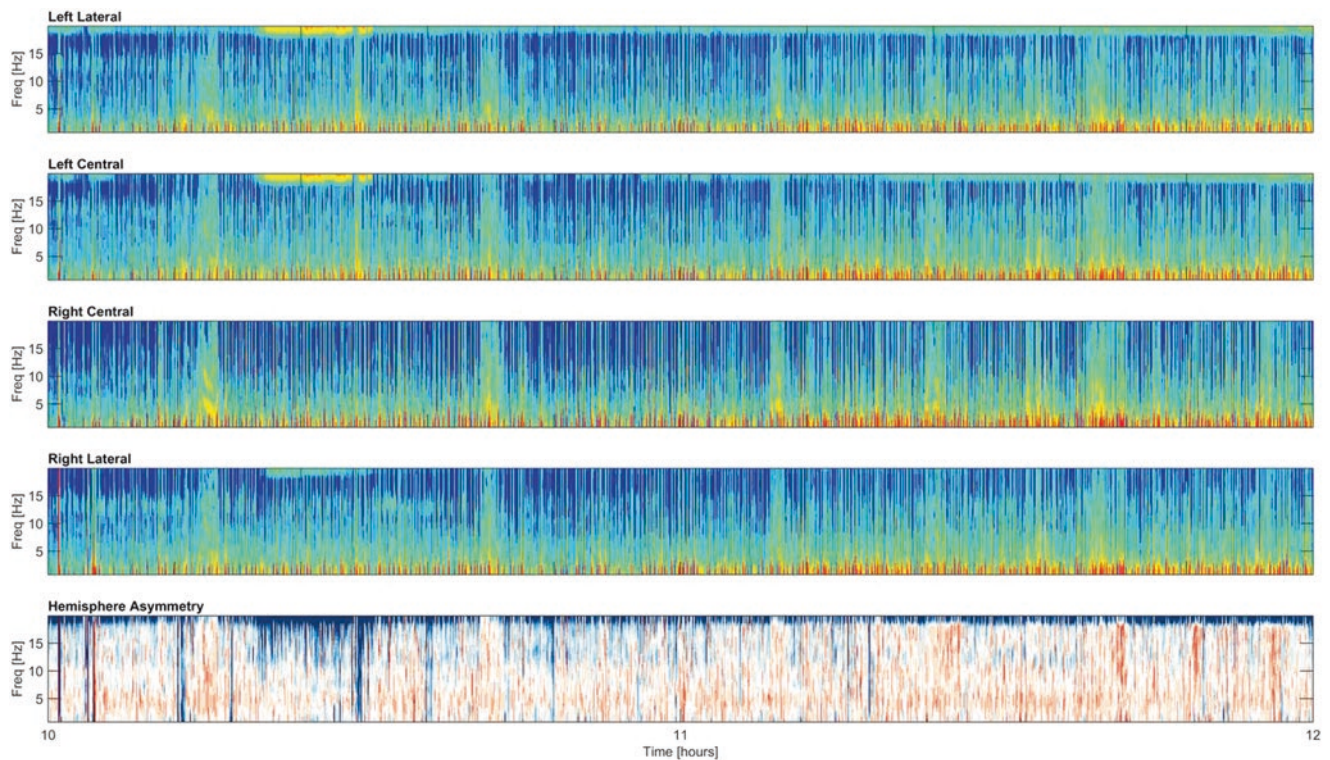 Left Lateral
Freq [Hz]
15
10
5
Left Central
Freq [Hz]
15
10
5
Right Central
Freq [Hz]
15
10
5
Right Lateral
Freq [Hz]
15
10
5
Hemisphere Asymmetry
Freq [Hz]
15
10
5
10 11 12
Time [hours]